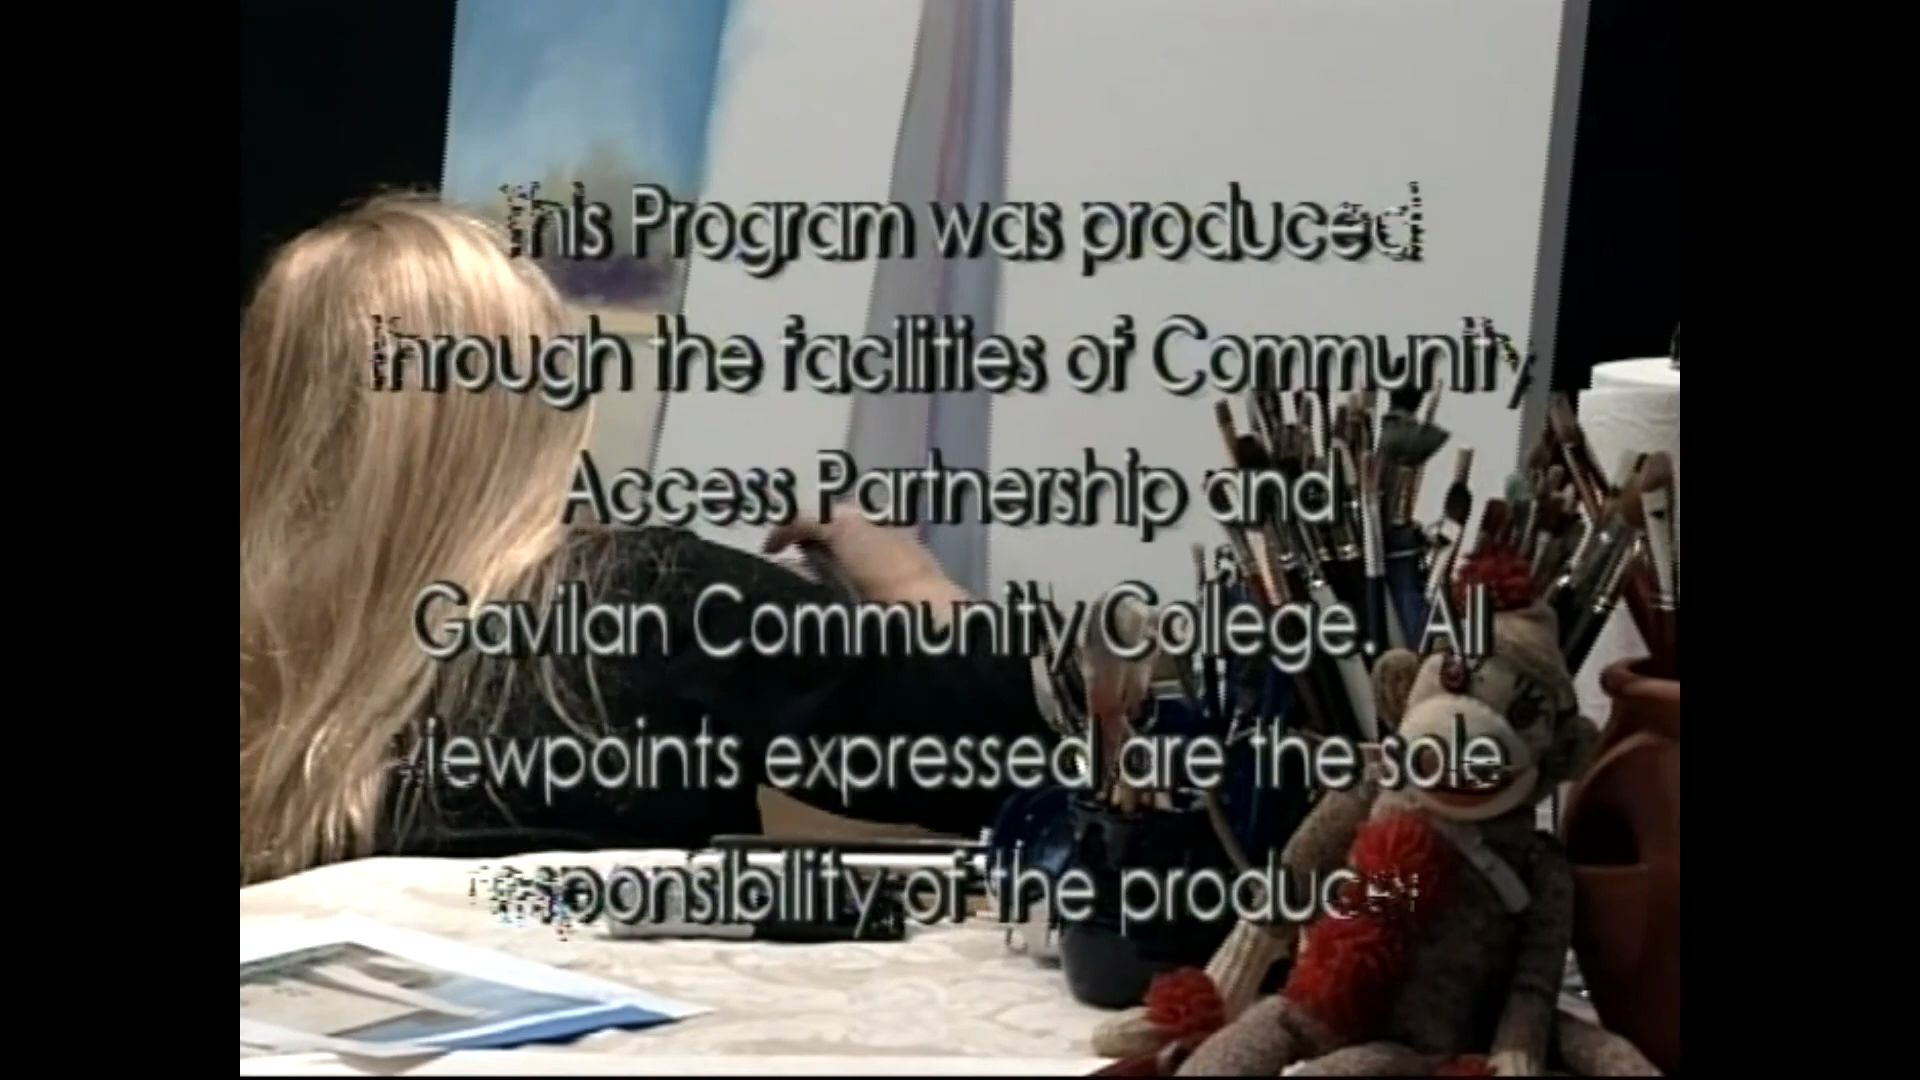 This Program was produced
through the facilities of Community
Access Partnership and
Gavilan Community College.  All
viewpoints expressed are the sole
responsibility of the producer